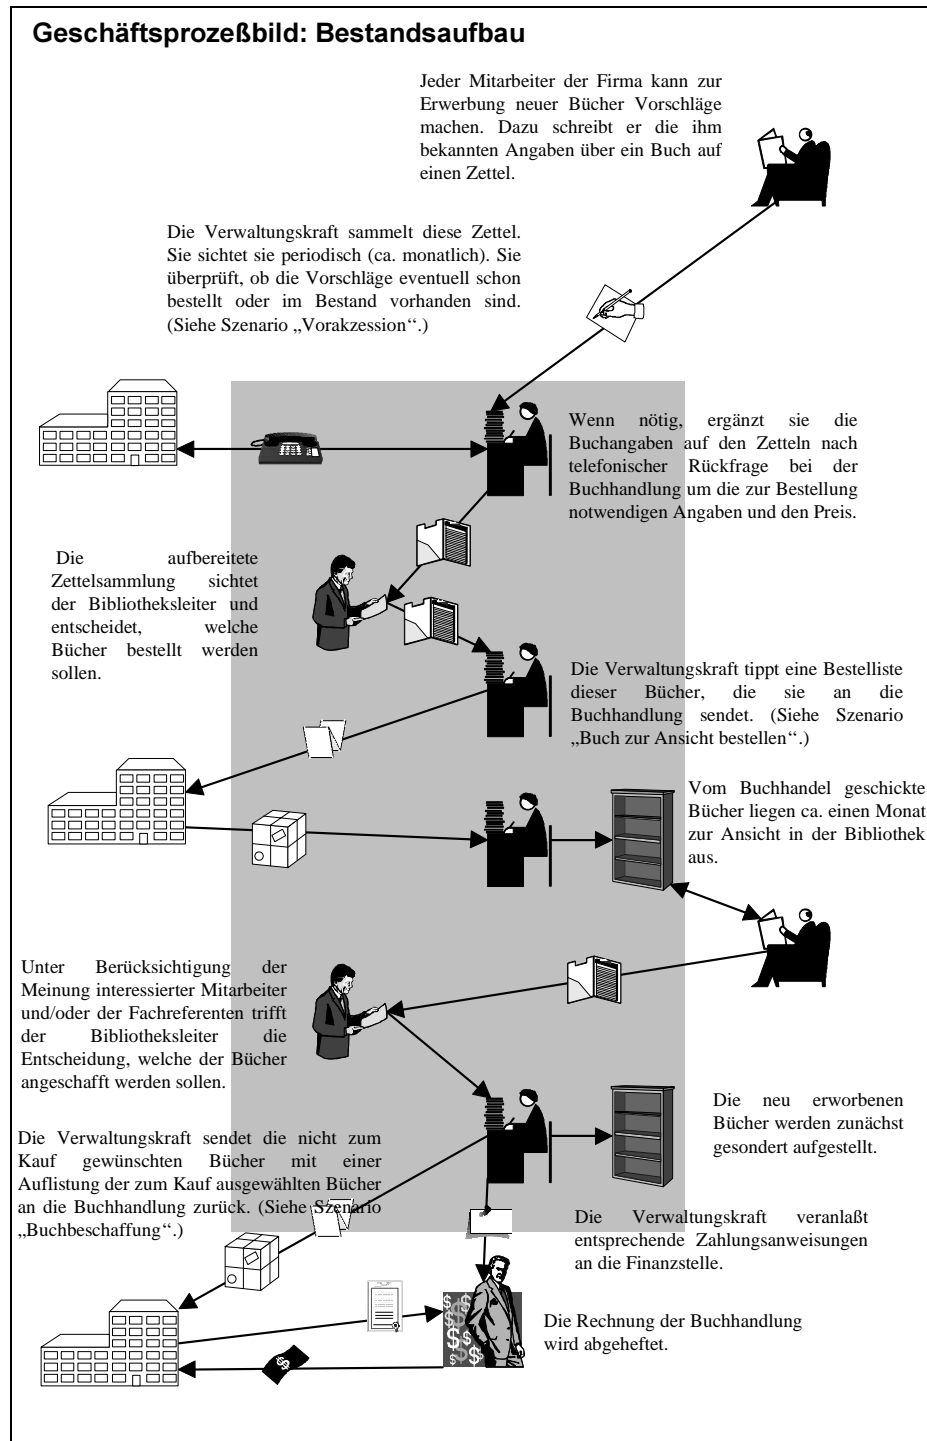 Geschäftsprozeßbild: Bestandsaufbau
Jeder Mitarbeiter der Firma kann zur
Erwerbung neuer Bücher Vorschläge
machen. Dazu schreibt er die ihm
bekannten Angaben über ein Buch auf
einen Zettel.
Die Verwaltungskraft sammelt diese Zettel.
Sie sichtet sie periodisch (ca. monatlich). Sie
überprüft, ob die Vorschläge eventuell schon
bestellt oder im Bestand vorhanden sind.
(Siehe Szenario „Vorakzession“.)
Wenn nötig, ergänzt sie die
Buchangaben auf den Zetteln nach
telefonischer Rückfrage bei der
Buchhandlung um die zur Bestellung
notwendigen Angaben und den Preis.
Die aufbereitete
Zettelsammlung sichtet
der Bibliotheksleiter und
entscheidet, welche
Bücher bestellt werden
sollen.
Die Verwaltungskraft tippt eine Bestelliste
dieser Bücher, die sie an die
Buchhandlung sendet. (Siehe Szenario
„Buch zur Ansicht bestellen“.)
Vom Buchhandel geschickte
Bücher liegen ca. einen Monat
zur Ansicht in der Bibliothek
aus.
Unter Berücksichtigung der
Meinung interessierter Mitarbeiter
und/oder der Fachreferenten trifft
der Bibliotheksleiter die
Entscheidung, welche der Bücher
angeschafft werden sollen.
Die neu erworbenen
Bücher werden zunächst
gesondert aufgestellt.
Die Verwaltungskraft sendet die nicht zum
Kauf gewünschten Bücher mit einer
Auflistung der zum Kauf ausgewählten Bücher
an die Buchhandlung zurück. (Siehe Szenario
„Buchbeschaffung“.)
Die Verwaltungskraft veranlaßt
entsprechende Zahlungsanweisungen
an die Finanzstelle.
Die Rechnung der Buchhandlung
wird abgeheftet.